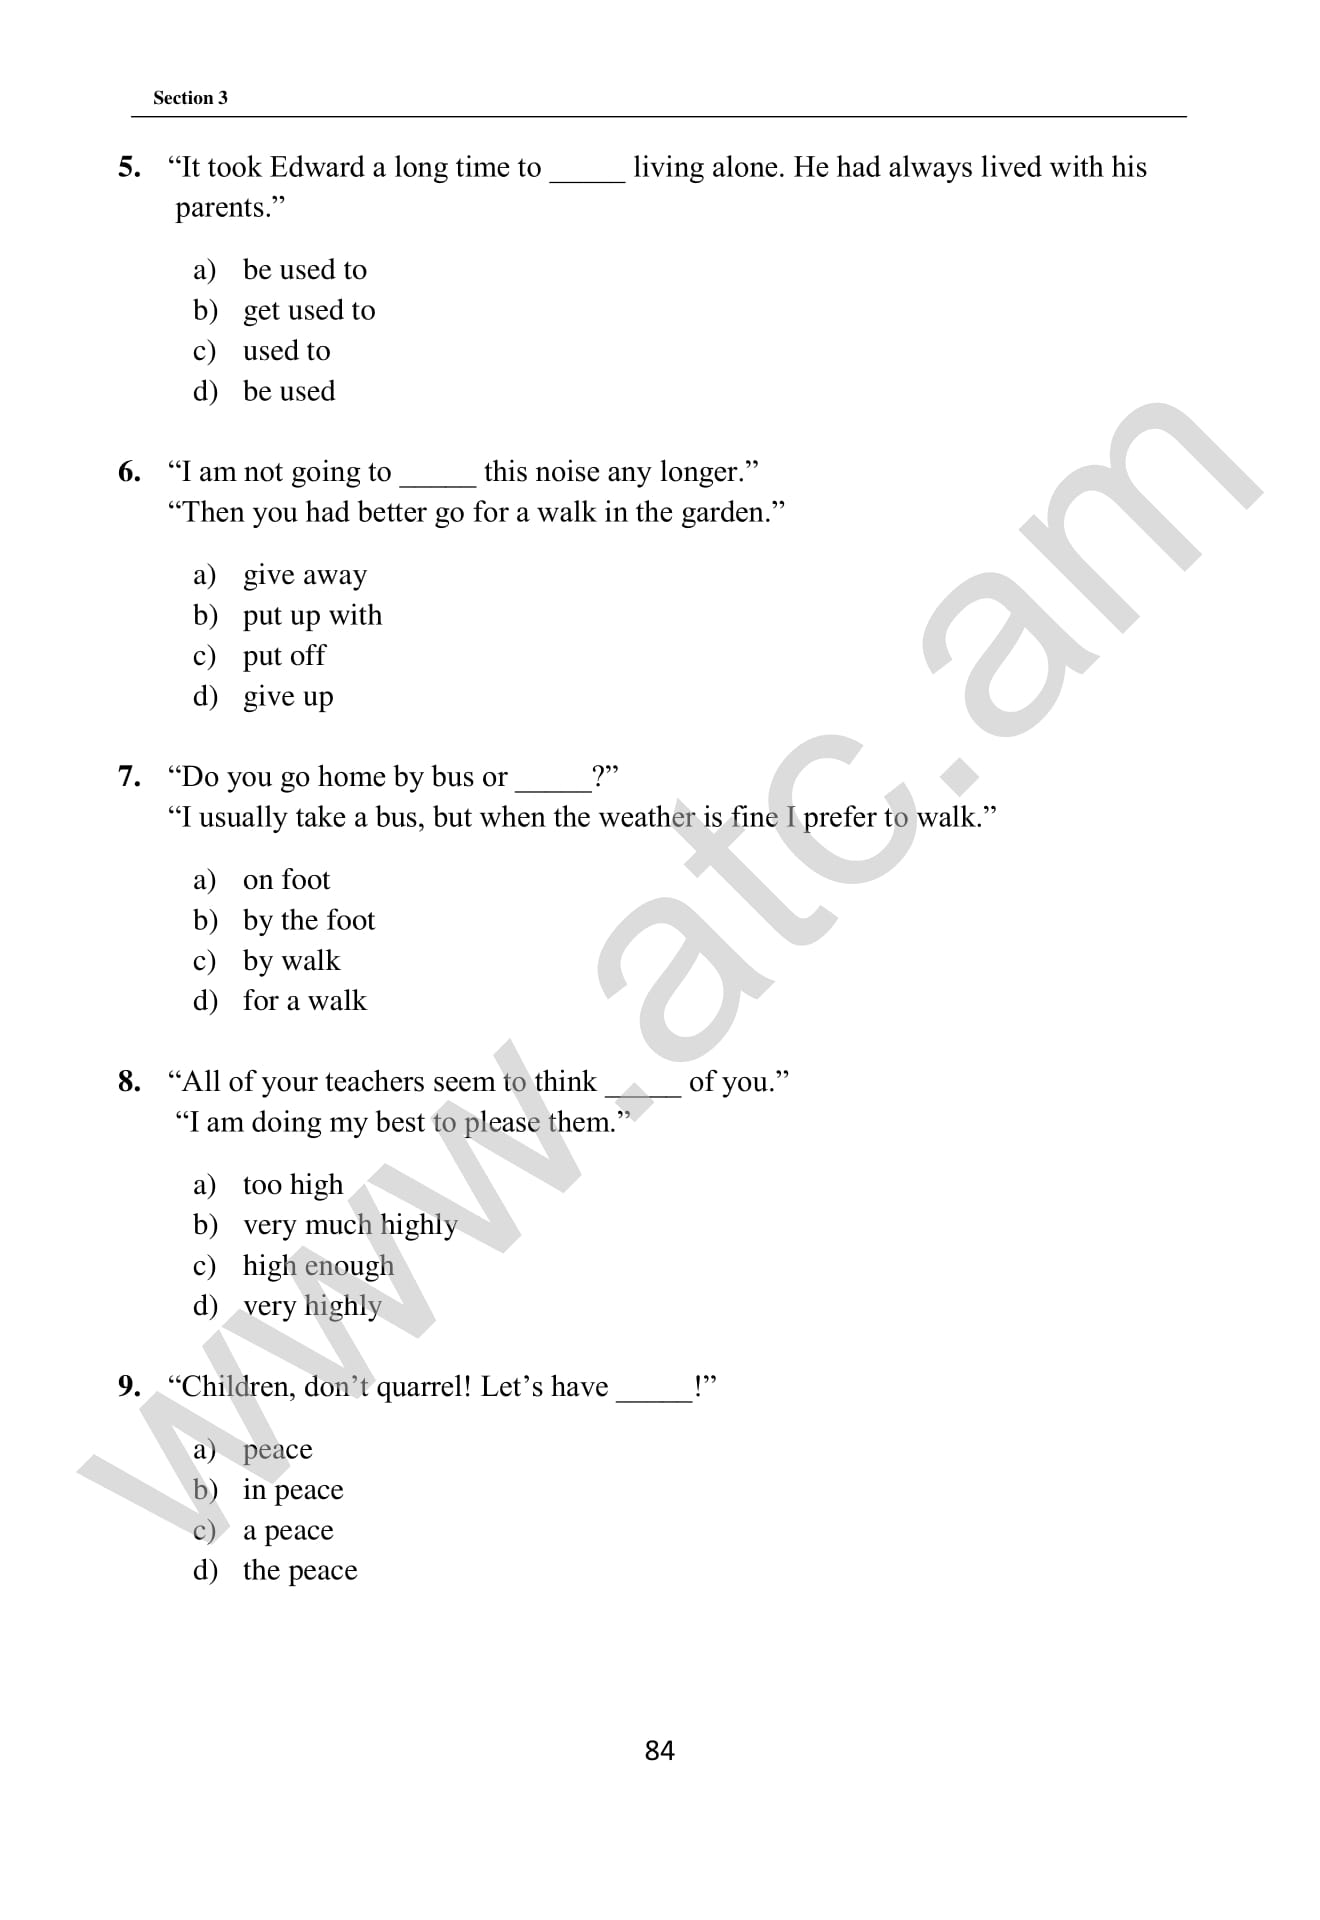 Section 3
5. “It took Edward a long time to _____ living alone. He had always lived with his
parents.”
a) be used to
b) get used to
c) used to
d) be used
6. “I am not going to _____ this noise any longer.”
“Then you had better go for a walk in the garden.”
a) give away
b) put up with
c) put off
d) give up
7. “Do you go home by bus or _____?”
“I usually take a bus, but when the weather is fine I prefer to walk.”
a) on foot
b) by the foot
c) by walk
d) for a walk
8. “All of your teachers seem to think _____ of you.”
“I am doing my best to please them.”
a) too high
b) very much highly
c) high enough
d) very highly
9. “Children, don’t quarrel! Let’s have _____!”
a) peace
b) in peace
c) a peace
d) the peace
84
www.atc.am